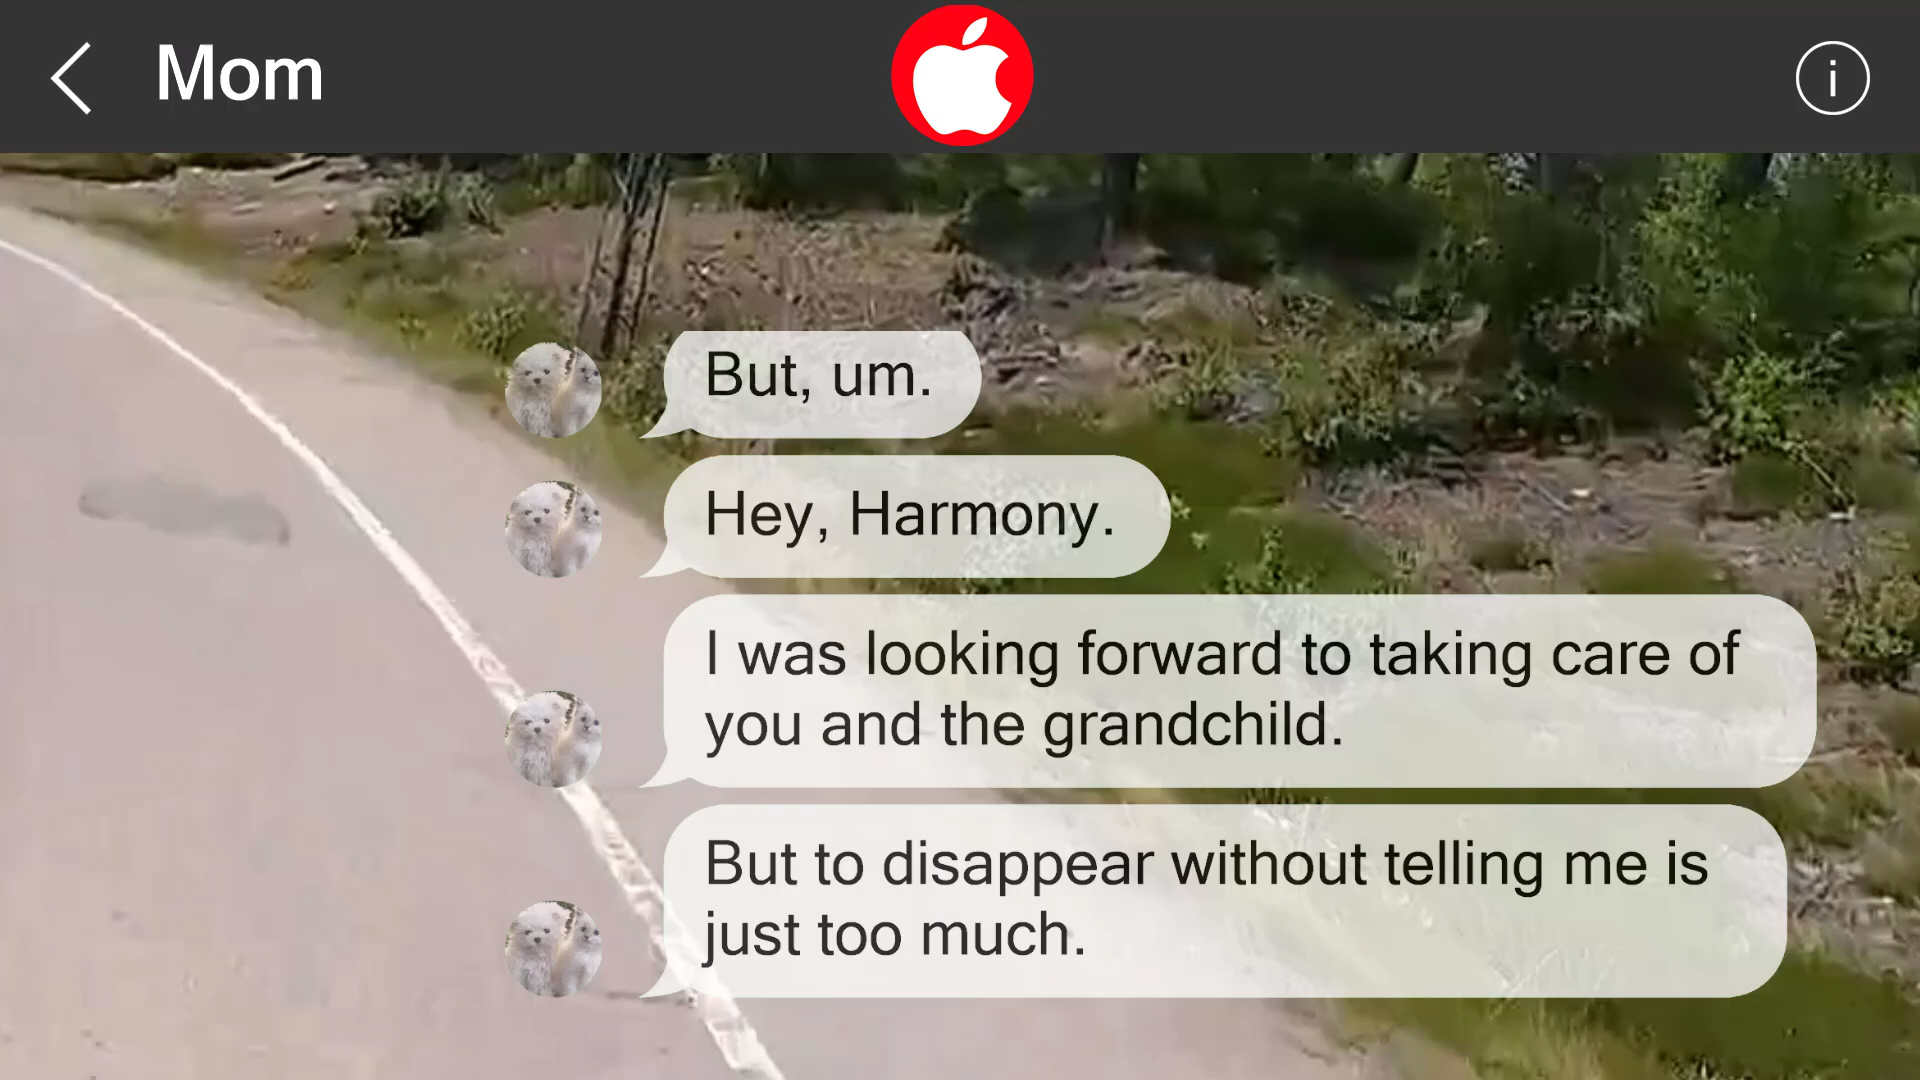 Mom
But, um.
Hey, Harmony.
I was looking forward to taking care of
you and the grandchild.
But to disappear without telling me is
just too much.